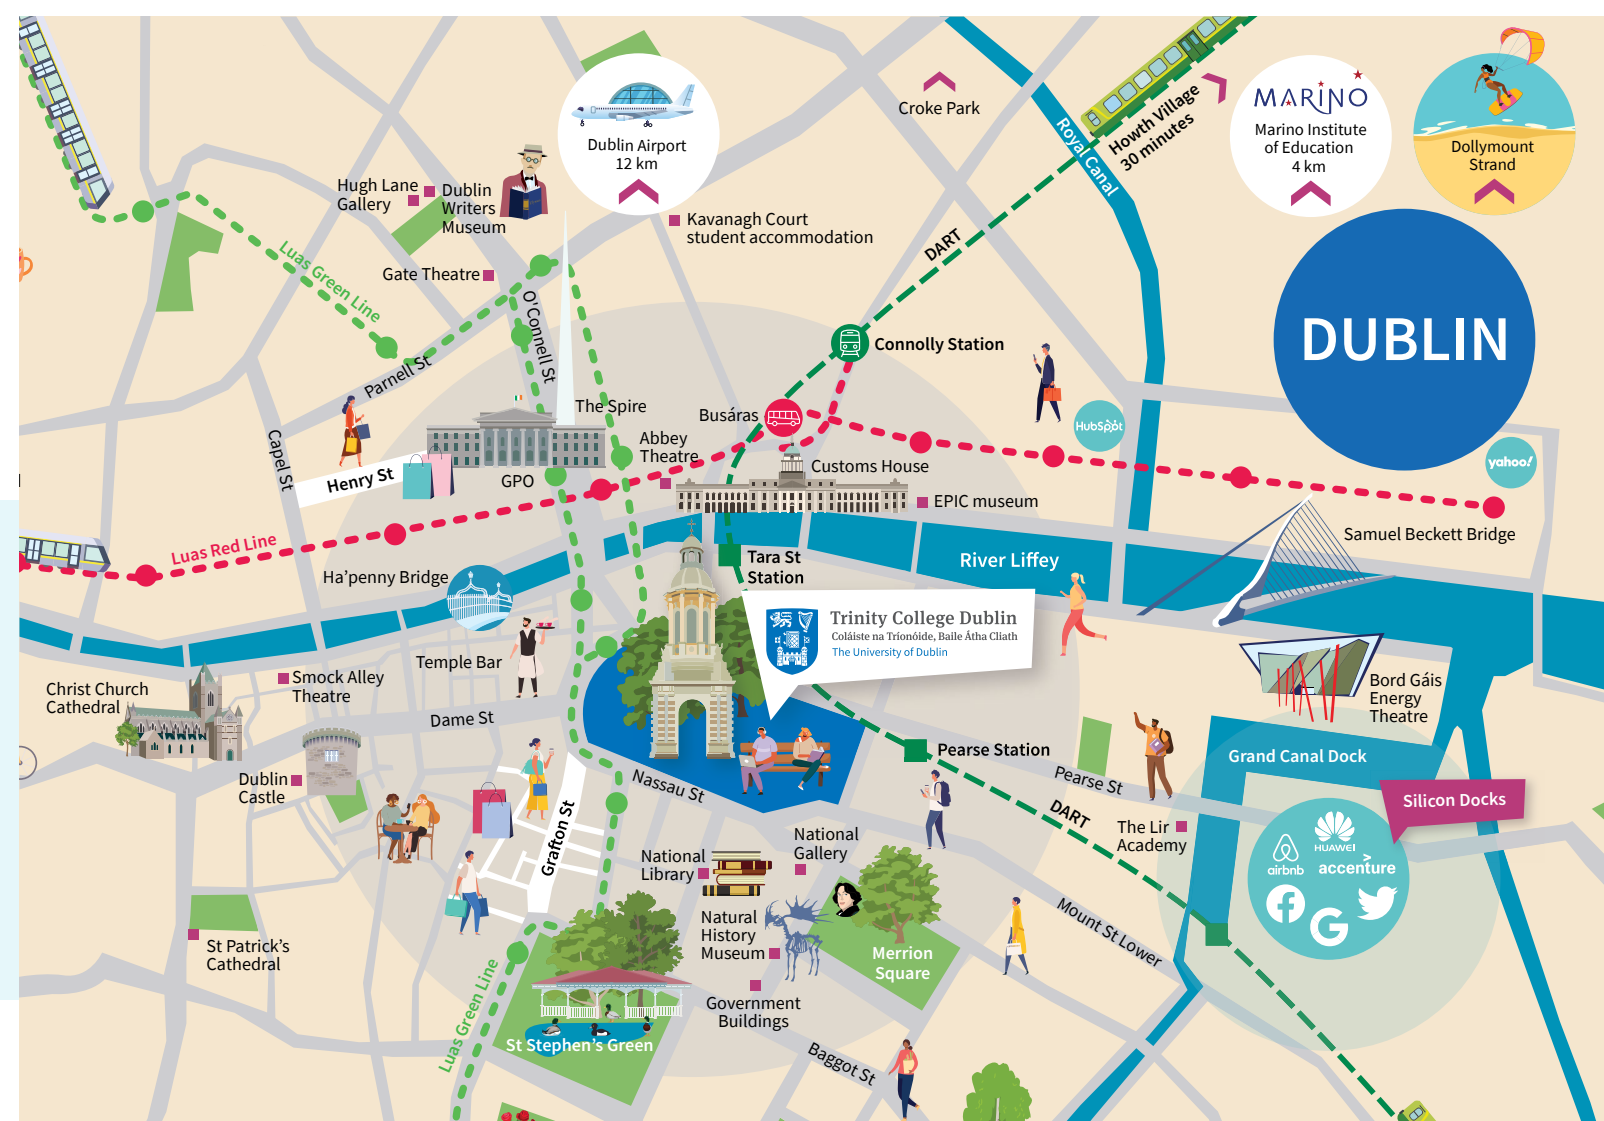 Dublin Airport
12 km
Croke Park
Royal Canal
Howth Village
30 minutes
MARINO
Marino Institute
of Education
4 km
Dollymount
Strand
Hugh Lane
Gallery
Dublin
Writers
Museum
Kavanagh Court
student accommodation
DART
Luas Green Line
Gate Theatre
O'Connell St
DUBLIN
Connolly Station
Parnell St
The Spire
Busáras
HubSpot
Abbey
Theatre
Capel St
Henry St
GPO
Customs House
EPIC museum
yahoo!
Samuel Beckett Bridge
Luas Red Line
Ha'penny Bridge
Tara St
Station
River Liffey
Trinity College Dublin
Coláiste na Tríonóide, Baile Átha Cliath
The University of Dublin
Temple Bar
Smock Alley
Theatre
Christ Church
Cathedral
Bord Gáis
Energy
Theatre
Dame St
Pearse Station
Grand Canal Dock
Dublin
Castle
Nassau St
Pearse St
DART
Silicon Docks
Grafton St
The Lir
Academy
HUAWEI
airbnb
accenture
National
Library
National
Gallery
Natural
History
Museum
Mount St Lower
Merrion
Square
St Patrick's
Cathedral
Luas Green Line
Government
Buildings
St Stephen's Green
Baggot St